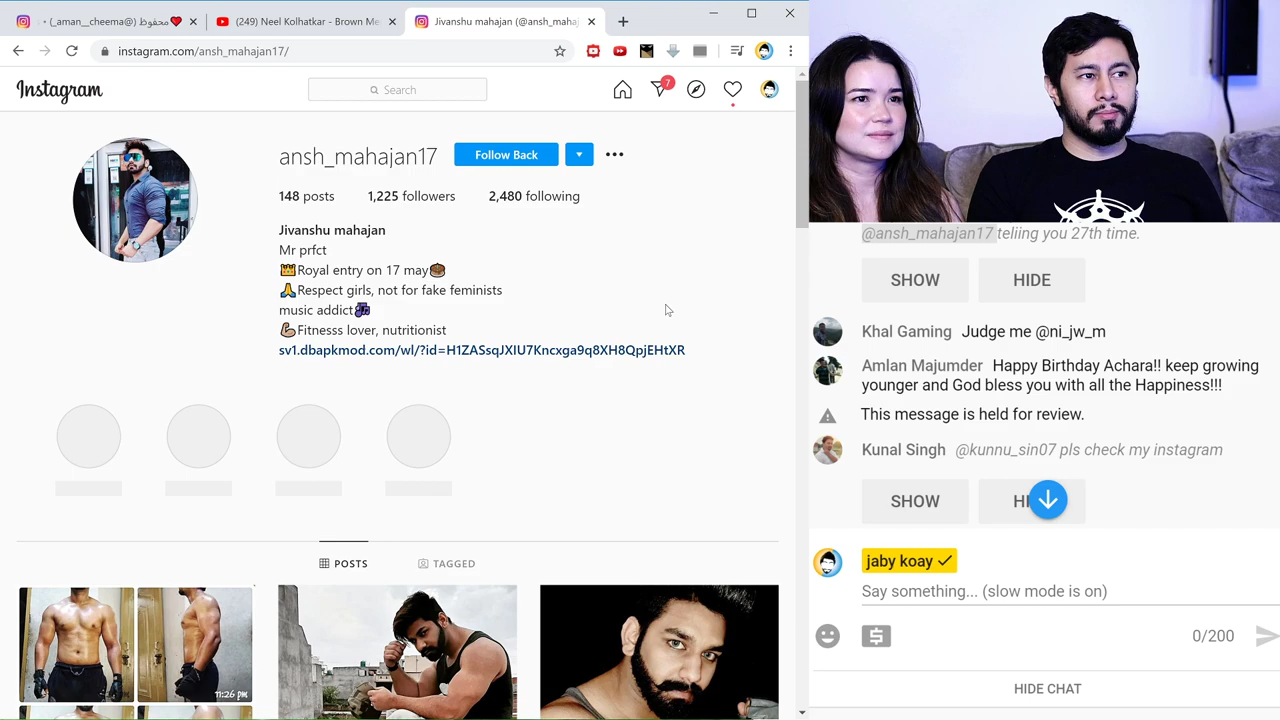 محفوظ (@_aman__cheema)
(249) Neel Kolhatkar - Brown Me
Jivanshu mahajan (@ansh_maha
instagram.com/ansh_mahajan17/
Instagram
Search
7
ansh_mahajan17
Follow Back
148 posts
1,225 followers
2,480 following
Jivanshu mahajan
Mr prfct
👑Royal entry on 17 may🎂
🙏Respect girls, not for fake feminists
music addict🎶
💪Fitnesss lover, nutritionist
sv1.dbapkmod.com/wl/?id=H1ZASsqJXIU7Kncxga9q8XH8QpjEHtXR
POSTS
TAGGED
11:26 pm
@ansh_mahajan17 teliing you 27th time.
SHOW
HIDE
Khal Gaming Judge me @ni_jw_m
Amlan Majumder Happy Birthday Achara!! keep growing
younger and God bless you with all the Happiness!!!
This message is held for review.
Kunal Singh @kunnu_sin07 pls check my instagram
SHOW
jaby koay ✓
Say something... (slow mode is on)
0/200
HIDE CHAT